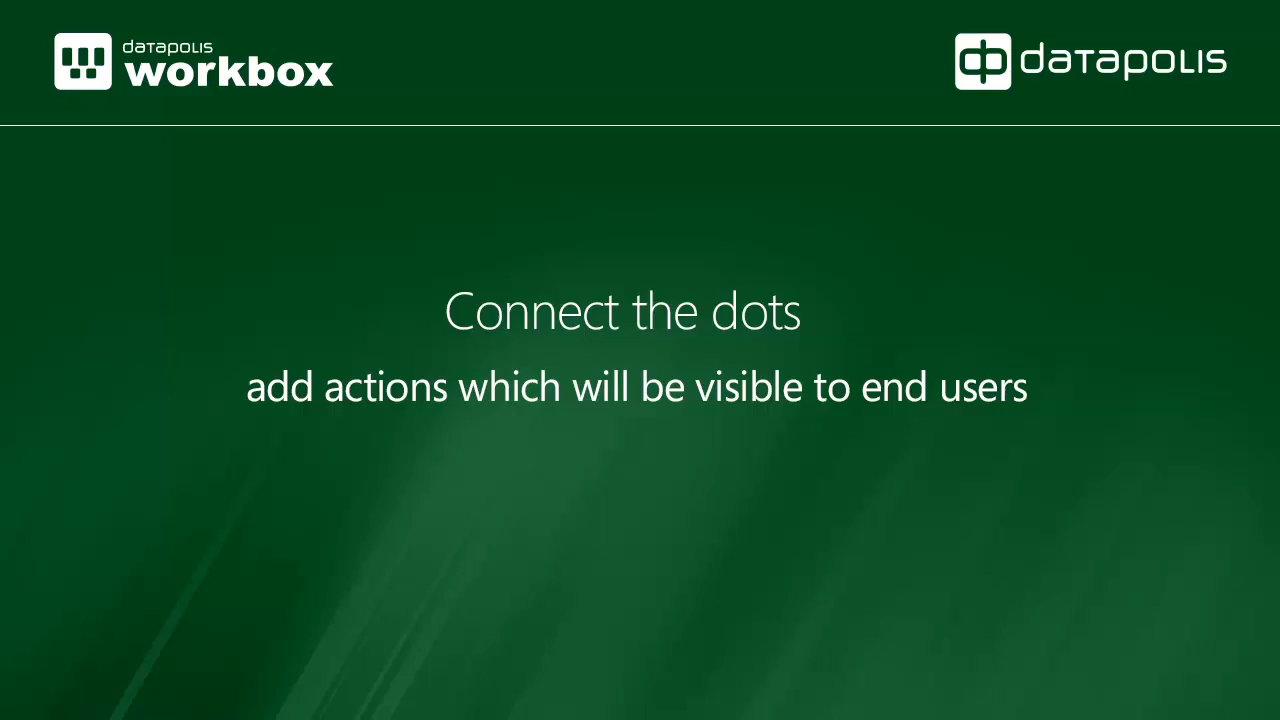 datapolis
workbox
datapolis
Connect the dots
add actions which will be visible to end users